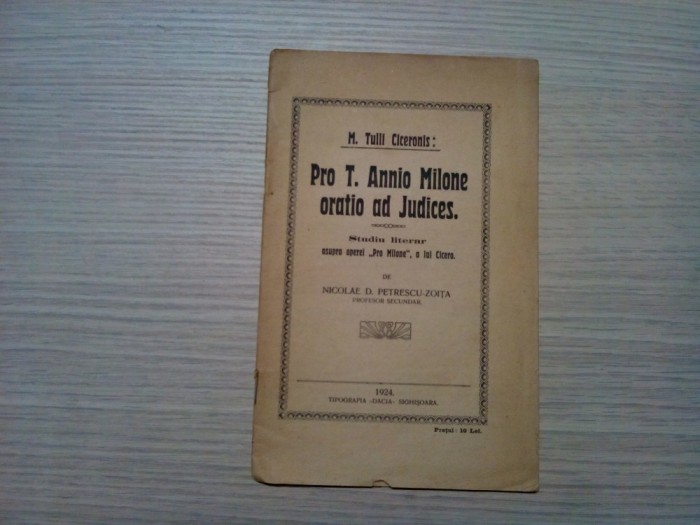 M. Tulli Ciceronis:
Pro T. Annio Milone
oratio ad Judices.
Studiu literar
asupra operei „Pro Milone", a lui Cicero.
DE
NICOLAE D. PETRESCU-ZOIȚA
PROFESOR SECUNDAR.
1924.
TIPOGRAFIA «DACIA» SIGHIȘOARA.
Prețul: 10 Lei.